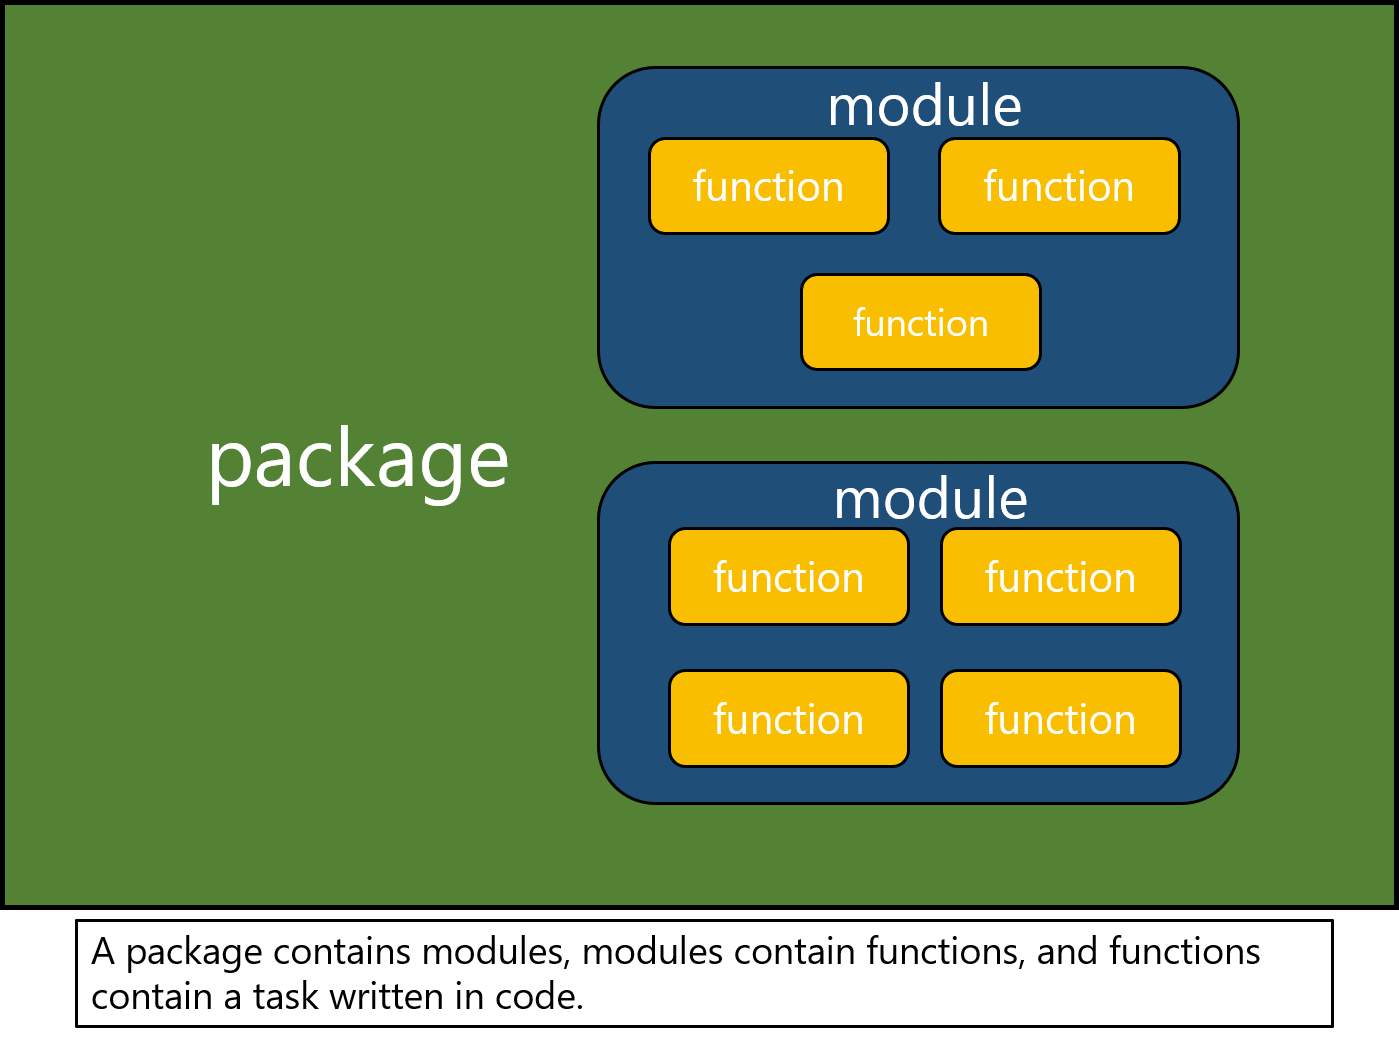 module
function function
function
package
module
function function
function function
A package contains modules, modules contain functions, and functions
contain a task written in code.